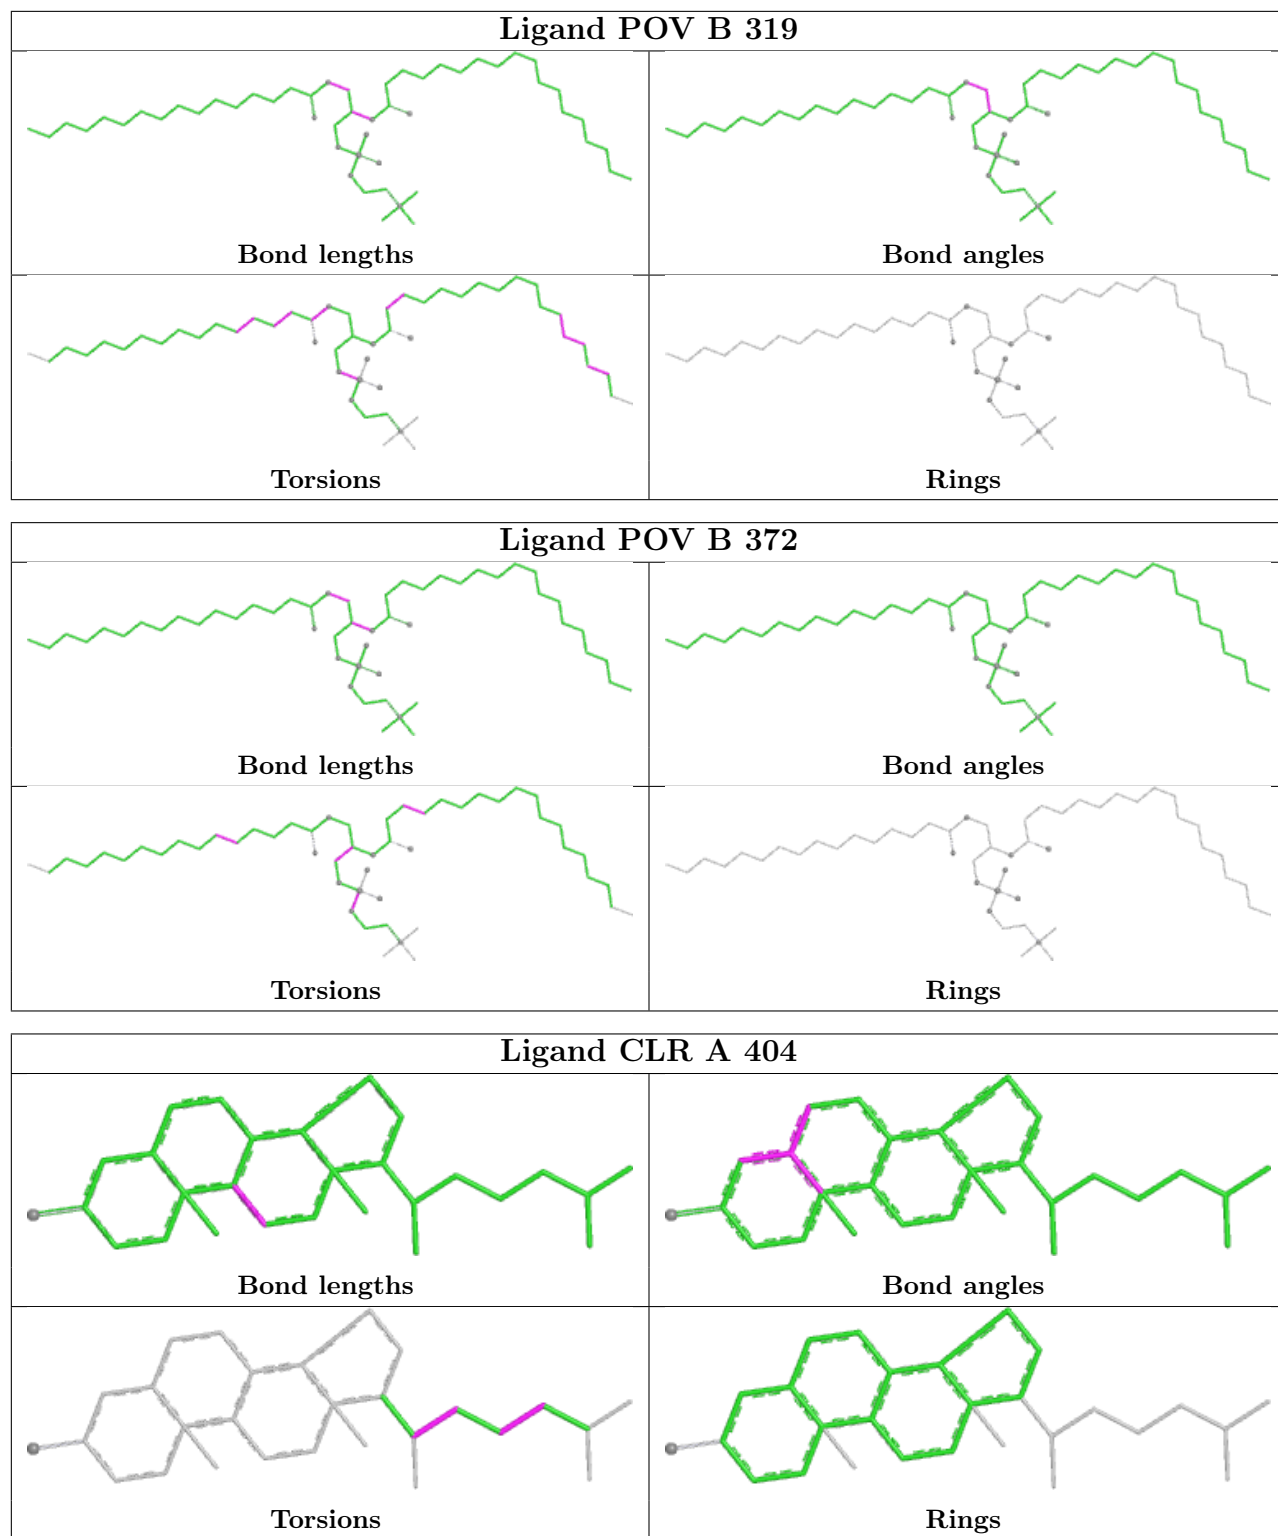 Ligand POV B 319
Bond lengths
Bond angles
Torsions
Rings
Ligand POV B 372
Bond lengths
Bond angles
Torsions
Rings
Ligand CLR A 404
Bond lengths
Bond angles
Torsions
Rings